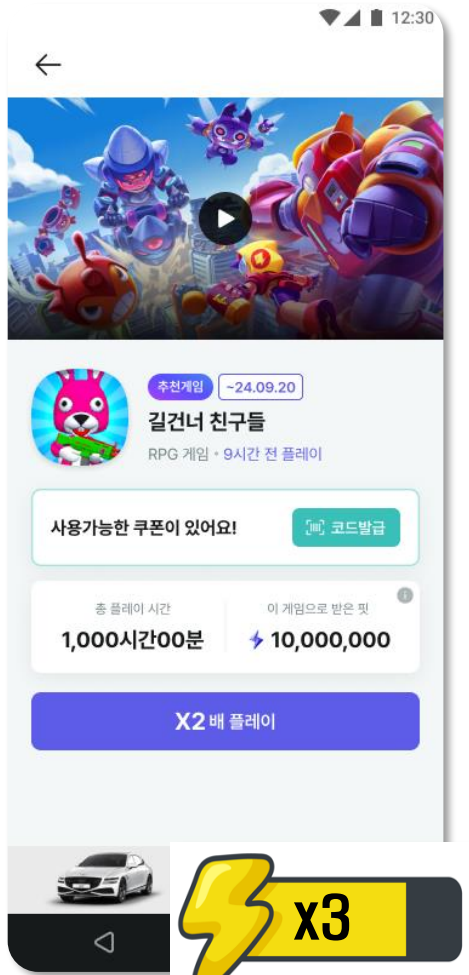 12:30
추천게임 ~24.09.20
길건너 친구들
RPG 게임 • 9시간 전 플레이
사용가능한 쿠폰이 있어요! 코드발급
총 플레이 시간 이 게임으로 받은 핏
1,000시간00분 10,000,000
X2 배 플레이
x3